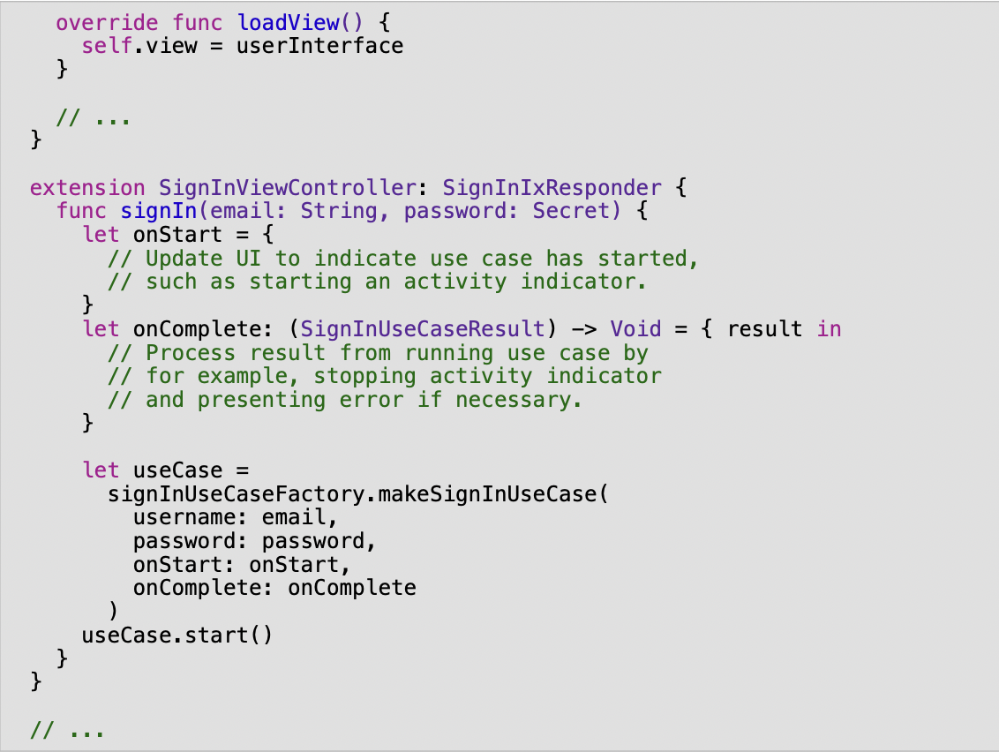 override func loadView() {
self.view = userInterface
}
// ...
}
extension SignInViewController: SignInIxResponder {
func signIn(email: String, password: Secret) {
let onStart = {
// Update UI to indicate use case has started,
// such as starting an activity indicator.
}
let onComplete: (SignInUseCaseResult) -> Void = { result in
// Process result from running use case by
// for example, stopping activity indicator
// and presenting error if necessary.
}
let useCase =
signInUseCaseFactory.makeSignInUseCase(
username: email,
password: password,
onStart: onStart,
onComplete: onComplete
)
useCase.start()
}
}
// ...